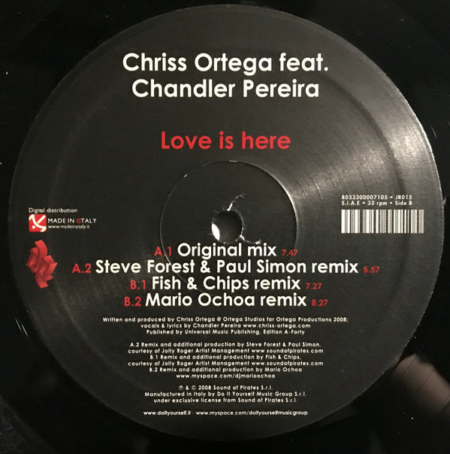 Chriss Ortega feat.
Chandler Pereira
Love is here
Digital distribution
MADE IN ETALY
www.madeinetaly.it
8033300007105 • JR015
S.I.A.E • 33 rpm • Side B
A.1 Original mix 7.47
A.2 Steve Forest & Paul Simon remix 6.57
B.1 Fish & Chips remix 7.27
B.2 Mario Ochoa remix 8.27
Written and produced by Chriss Ortega @ Ortega Studios for Ortega Productions 2008;
vocals & lyrics by Chandler Pereira www.chriss-ortega.com
Published by Universal Music Publishing, Edition A-Forty
A.2 Remix and additional production by Steve Forest & Paul Simon,
courtesy of Jolly Roger Artist Management www.soundofpirates.com
B.1 Remix and additional production by Fish & Chips,
courtesy of Jolly Roger Artist Management www.soundofpirates.com
B.2 Remix and additional production by Mario Ochoa
www.myspace.com/djmarioochoa
℗ & © 2008 Sound of Pirates S.r.l.
Manufactured in Italy by Do It Yourself Music Group S.r.l.
under exclusive license from Sound of Pirates S.r.l.
www.doityourself.it - www.myspace.com/doityourselfmusicgroup